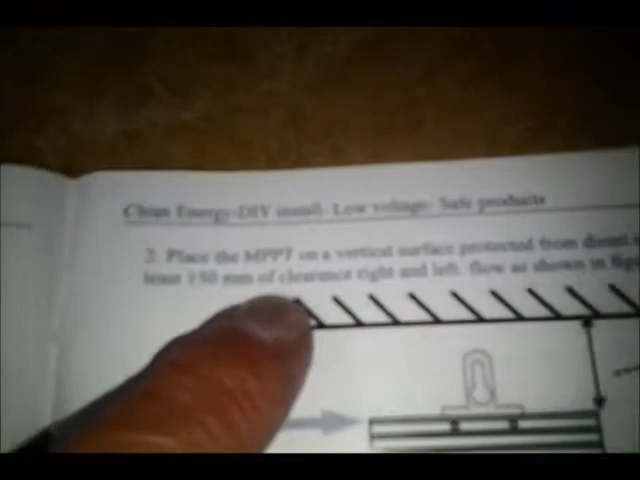 Clean Energy-DIY install- Low voltage- Safe products
2. Place the MPPT on a vertical surface protected from direct
least 150 mm of clearance right and left. flow as shown in